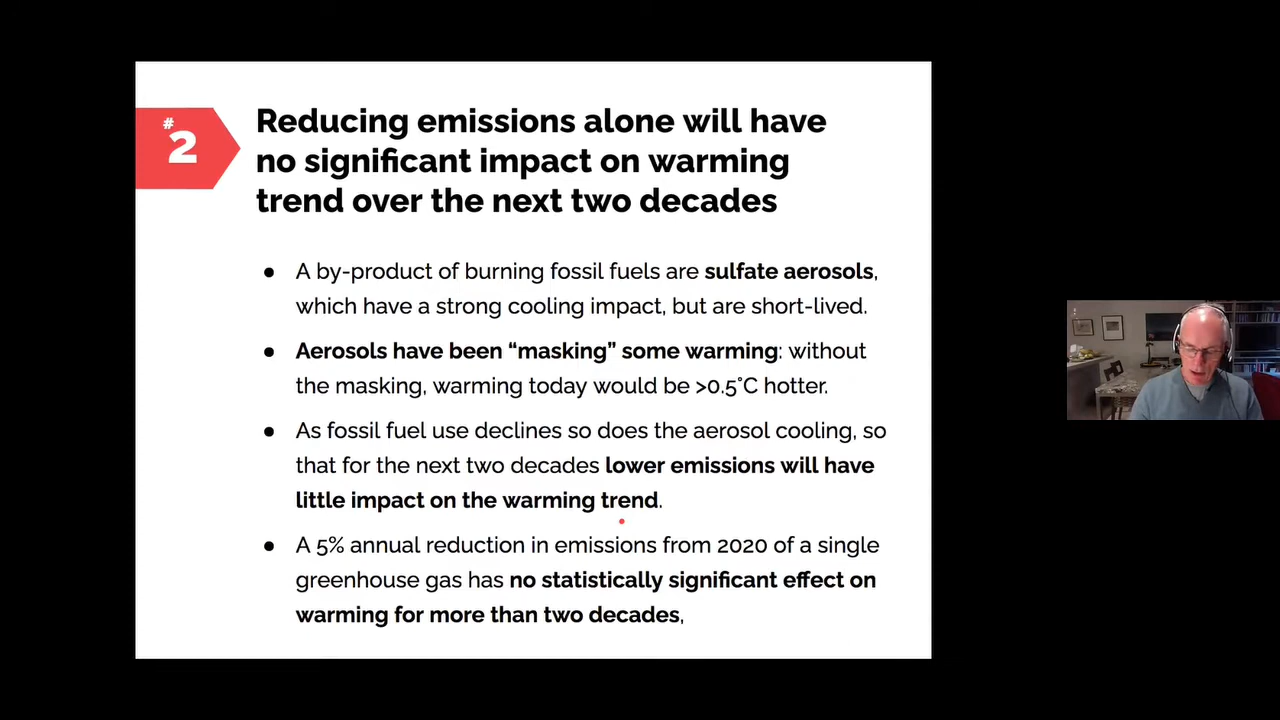 #2
Reducing emissions alone will have
no significant impact on warming
trend over the next two decades
● A by-product of burning fossil fuels are sulfate aerosols,
which have a strong cooling impact, but are short-lived.
● Aerosols have been “masking” some warming: without
the masking, warming today would be >0.5°C hotter.
● As fossil fuel use declines so does the aerosol cooling, so
that for the next two decades lower emissions will have
little impact on the warming trend.
● A 5% annual reduction in emissions from 2020 of a single
greenhouse gas has no statistically significant effect on
warming for more than two decades,